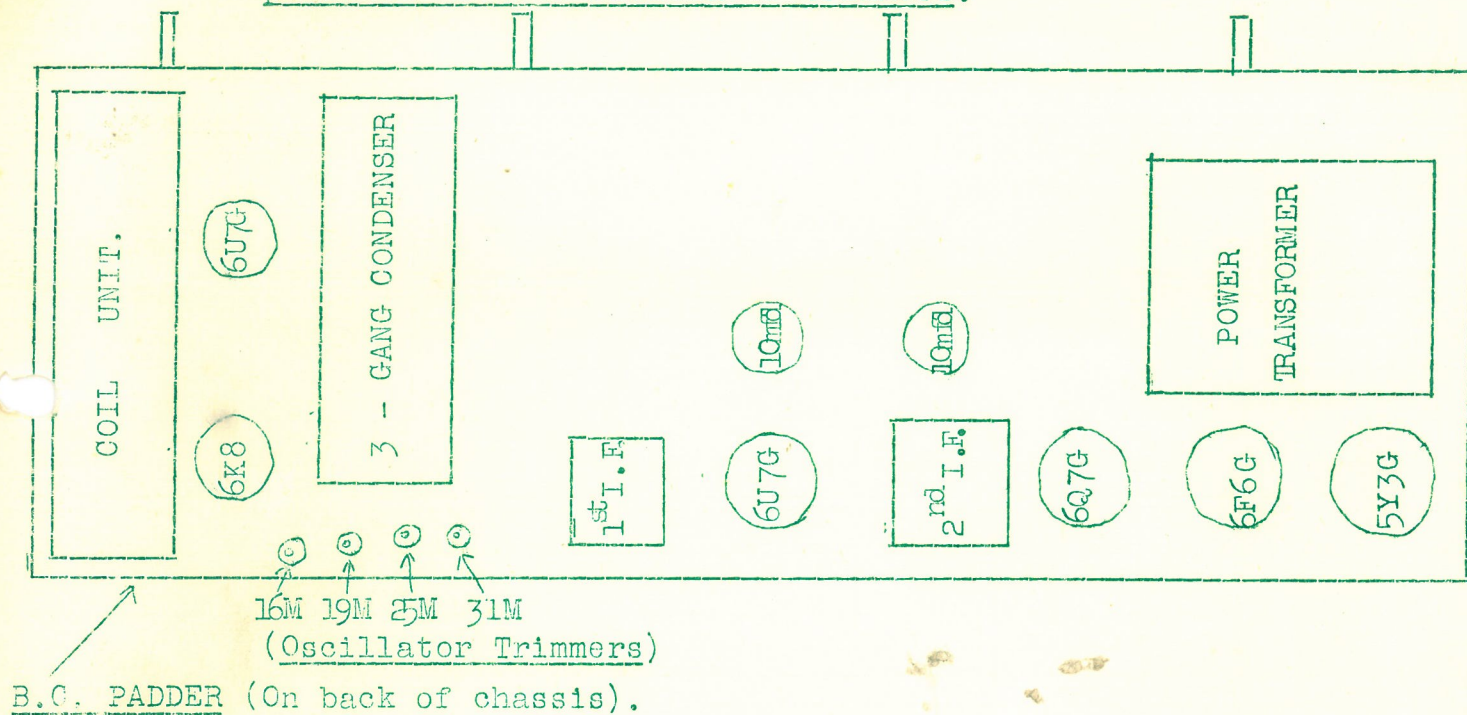 COIL UNIT.
6U7G
6K8
3 - GANG CONDENSER
1st I.F.
10mfd
6U7G
10mfd
2nd I.F.
6Q7G
POWER
TRANSFORMER
6F6G
5Y3G
16M 19M 25M 31M
(Oscillator Trimmers)
B.C. PADDER (On back of chassis).